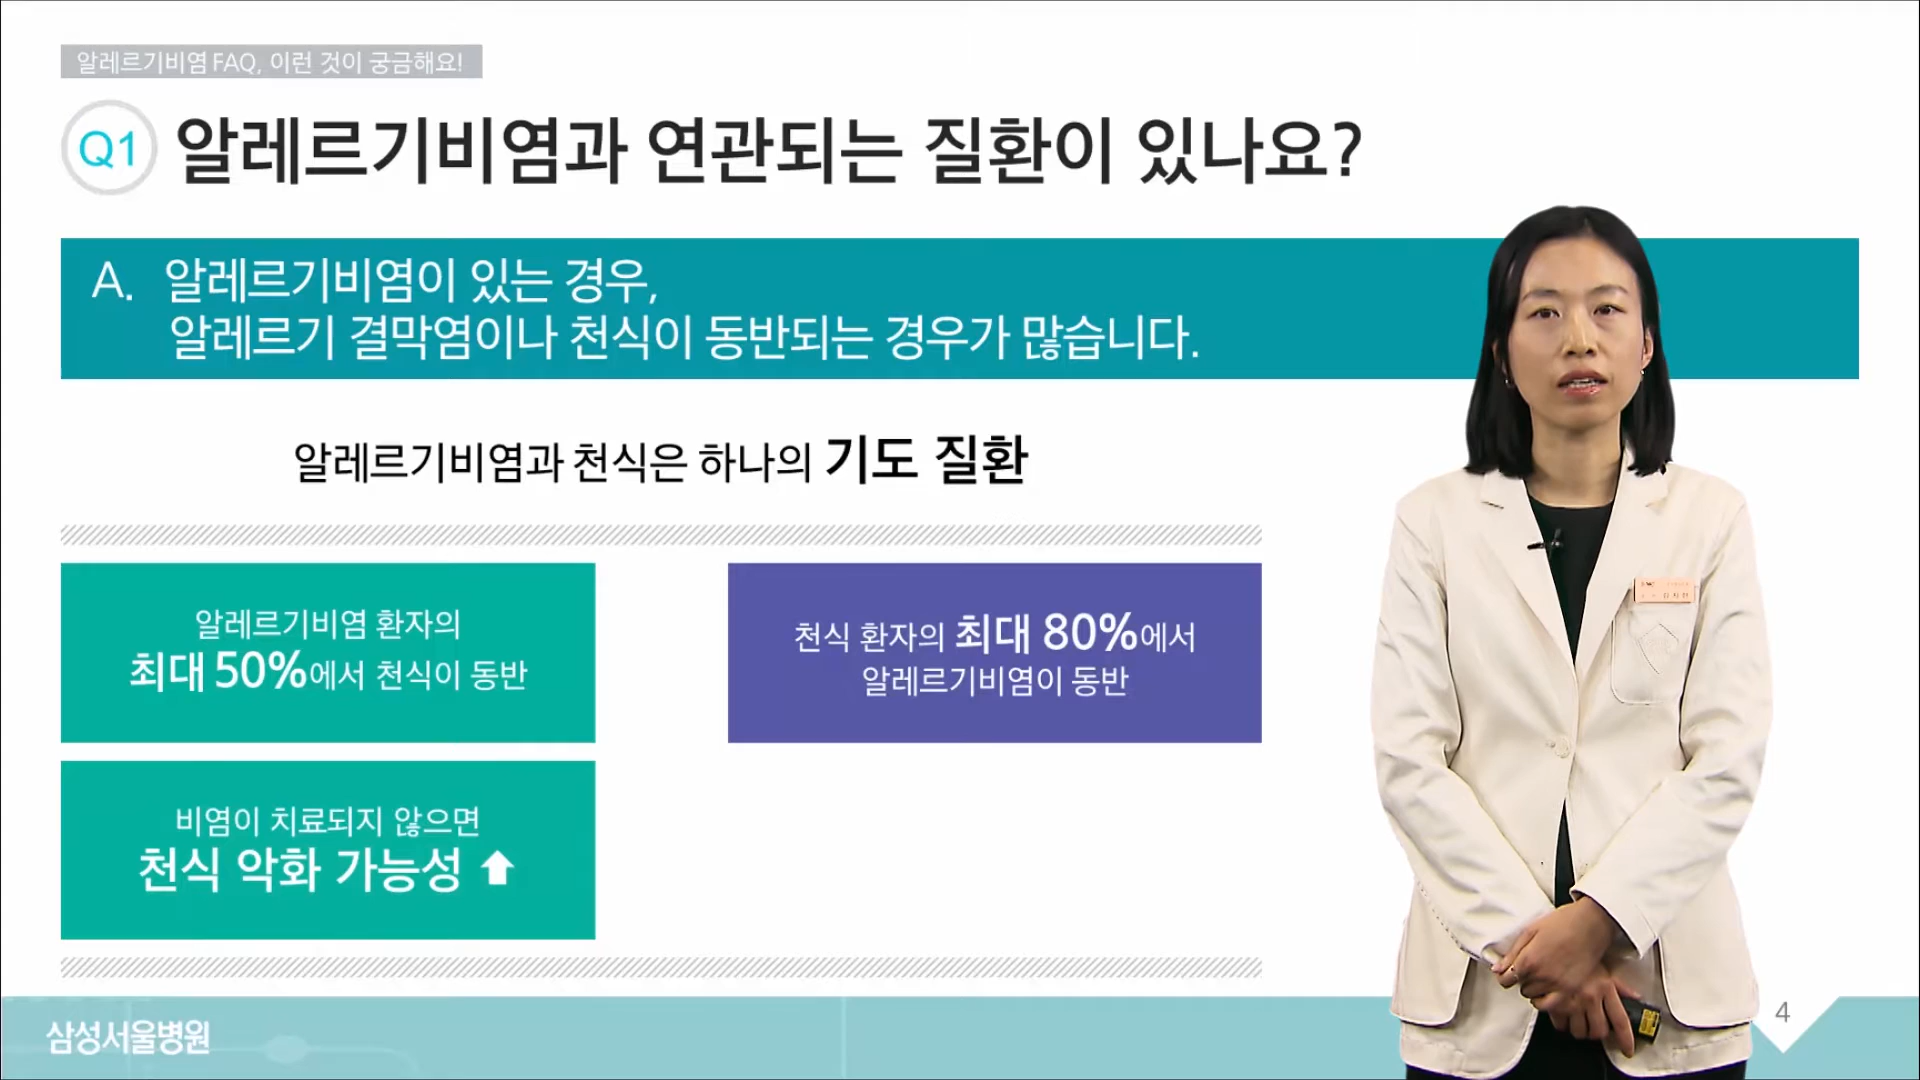 알레르기비염 FAQ, 이런 것이 궁금해요!
Q1 알레르기비염과 연관되는 질환이 있나요?
A. 알레르기비염이 있는 경우,
알레르기 결막염이나 천식이 동반되는 경우가 많습니다.
알레르기비염과 천식은 하나의 기도 질환
알레르기비염 환자의
최대 50%에서 천식이 동반
천식 환자의 최대 80%에서
알레르기비염이 동반
비염이 치료되지 않으면
천식 악화 가능성
삼성서울병원
4